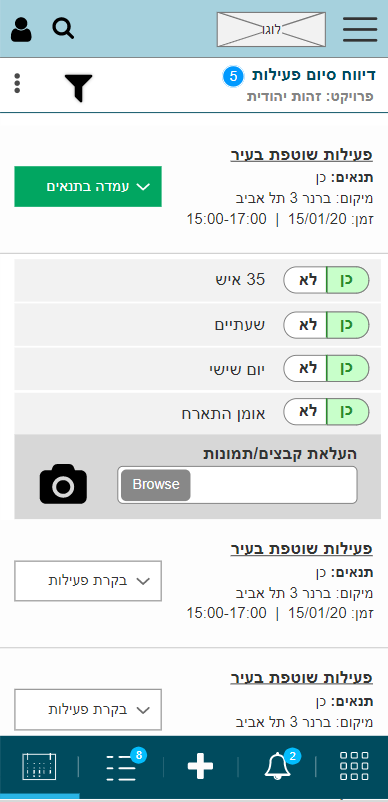 לוגו
דיווח סיום פעילות 5
פרויקט: זהות יהודית
פעילות שוטפת בעיר
תנאים: כן
מיקום: ברנר 3 תל אביב
זמן: 15/01/20 | 15:00-17:00
עמדה בתנאים
כן לא 35 איש
כן לא שעתיים
כן לא יום שישי
כן לא אומן התארח
העלאת קבצים/תמונות
Browse
פעילות שוטפת בעיר
תנאים: כן
מיקום: ברנר 3 תל אביב
זמן: 15/01/20 | 15:00-17:00
בקרת פעילות
פעילות שוטפת בעיר
תנאים: כן
מיקום: ברנר 3 תל אביב
בקרת פעילות
2
8